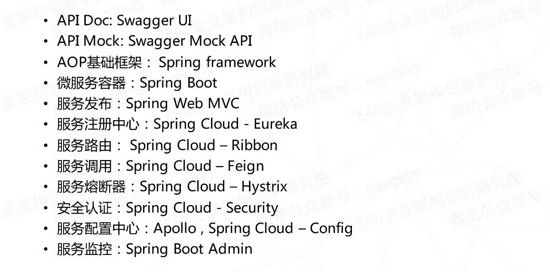 • API Doc: Swagger UI
• API Mock: Swagger Mock API
• AOP基础框架： Spring framework
• 微服务容器：Spring Boot
• 服务发布：Spring Web MVC
• 服务注册中心：Spring Cloud - Eureka
• 服务路由： Spring Cloud – Ribbon
• 服务调用：Spring Cloud – Feign
• 服务熔断器：Spring Cloud – Hystrix
• 安全认证：Spring Cloud - Security
• 服务配置中心：Apollo , Spring Cloud – Config
• 服务监控：Spring Boot Admin